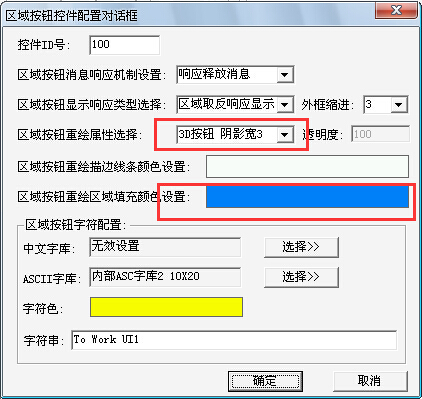 区域按钮控件配置对话框
控件ID号: 100
区域按钮消息响应机制设置: 响应释放消息
区域按钮显示响应类型选择: 区域取反响应显示 外框缩进: 3
区域按钮重绘属性选择: 3D按钮 阴影宽3 透明度: 100
区域按钮重绘描边线条颜色设置:
区域按钮重绘区域填充颜色设置:
区域按钮字符配置:
中文字库: 无效设置 选择>>
ASCII字库: 内部ASC字库2 10X20 选择>>
字符色:
字符串: To Work UI1
确定 取消